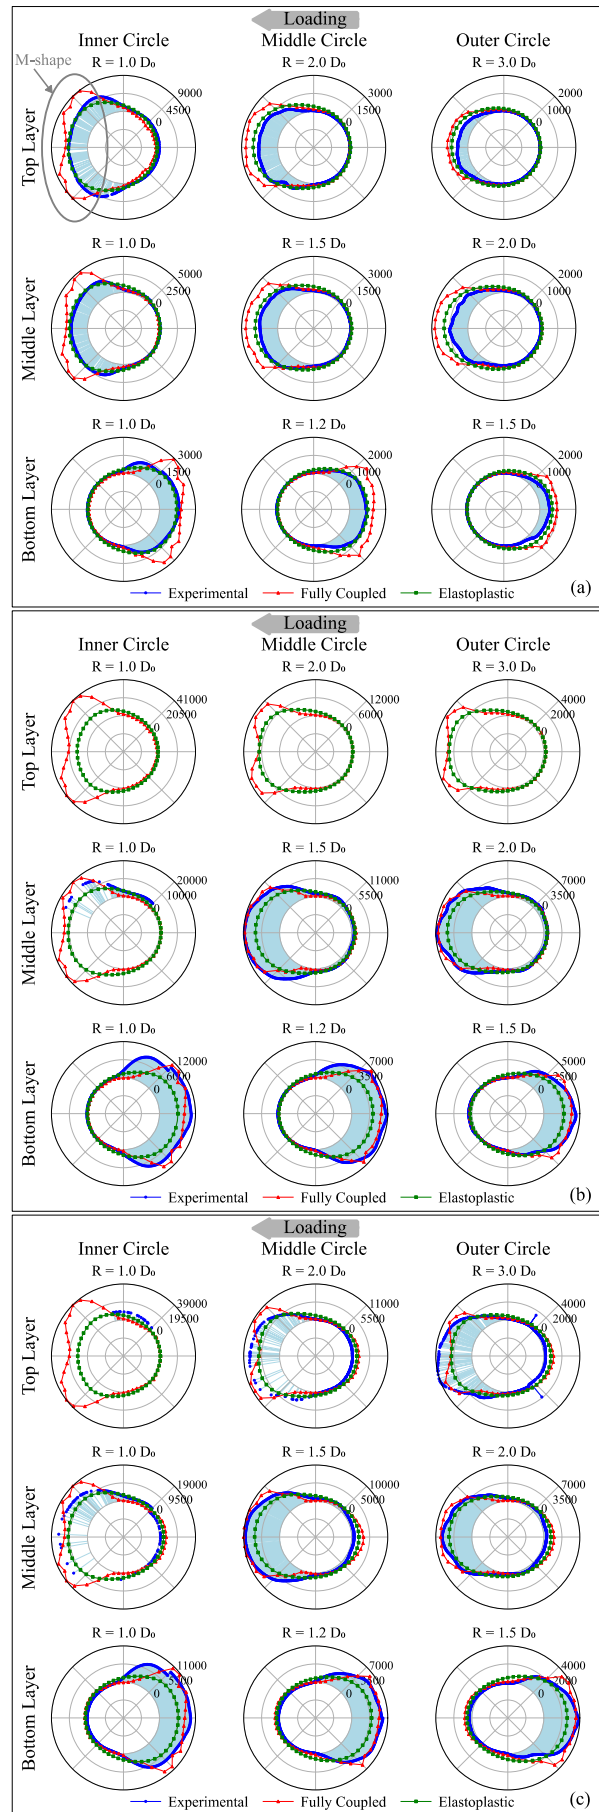 Loading
Inner Circle Middle Circle Outer Circle
M-shape
R = 1.0 D₀ R = 2.0 D₀ R = 3.0 D₀
Top Layer
9000 4500 0
3000 1500 0
2000 1000 0
R = 1.0 D₀ R = 1.5 D₀ R = 2.0 D₀
Middle Layer
5000 2500 0
3000 1500 0
2000 1000 0
R = 1.0 D₀ R = 1.2 D₀ R = 1.5 D₀
Bottom Layer
3000 1500 0
2000 1000 0
2000 1000 0
Experimental Fully Coupled Elastoplastic
(a)
Loading
Inner Circle Middle Circle Outer Circle
R = 1.0 D₀ R = 2.0 D₀ R = 3.0 D₀
Top Layer
41000 20500 0
12000 6000 0
4000 2000 0
R = 1.0 D₀ R = 1.5 D₀ R = 2.0 D₀
Middle Layer
20000 10000 0
11000 5500 0
7000 3500 0
R = 1.0 D₀ R = 1.2 D₀ R = 1.5 D₀
Bottom Layer
12000 6000 0
7000 3500 0
5000 2500 0
Experimental Fully Coupled Elastoplastic
(b)
Loading
Inner Circle Middle Circle Outer Circle
R = 1.0 D₀ R = 2.0 D₀ R = 3.0 D₀
Top Layer
39000 19500 0
11000 5500 0
4000 2000 0
R = 1.0 D₀ R = 1.5 D₀ R = 2.0 D₀
Middle Layer
19000 9500 0
10000 5000 0
7000 3500 0
R = 1.0 D₀ R = 1.2 D₀ R = 1.5 D₀
Bottom Layer
11000 5500 0
7000 3500 0
4000 2000 0
Experimental Fully Coupled Elastoplastic
(c)